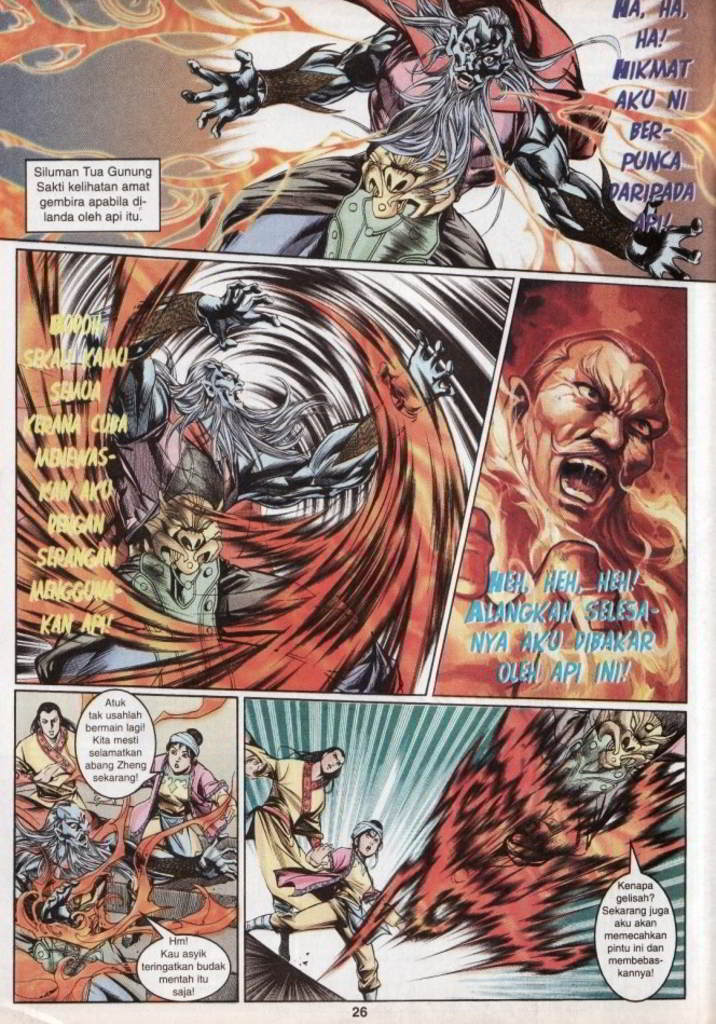 HA, HA,
HA!
HIKMAT
AKU NI
BER-
PUNCA
DARIPADA
API!
Siluman Tua Gunung
Sakti kelihatan amat
gembira apabila di-
landa oleh api itu.
BODOH
SEKALI KAMU
SEMUA
KERANA CUBA
MENEWAS-
KAN AKU
DENGAN
SERANGAN
MENGGUNA-
KAN API!
HEH, HEH, HEH!
ALANGKAH SELESA-
NYA AKU DIBAKAR
OLEH API INI!
Atuk
tak usahlah
bermain lagi!
Kita mesti
selamatkan
abang Zheng
sekarang!
Hm!
Kau asyik
teringatkan budak
mentah itu
saja!
Kenapa
gelisah?
Sekarang juga
aku akan
memecahkan
pintu ini dan
membebas-
kannya!
26